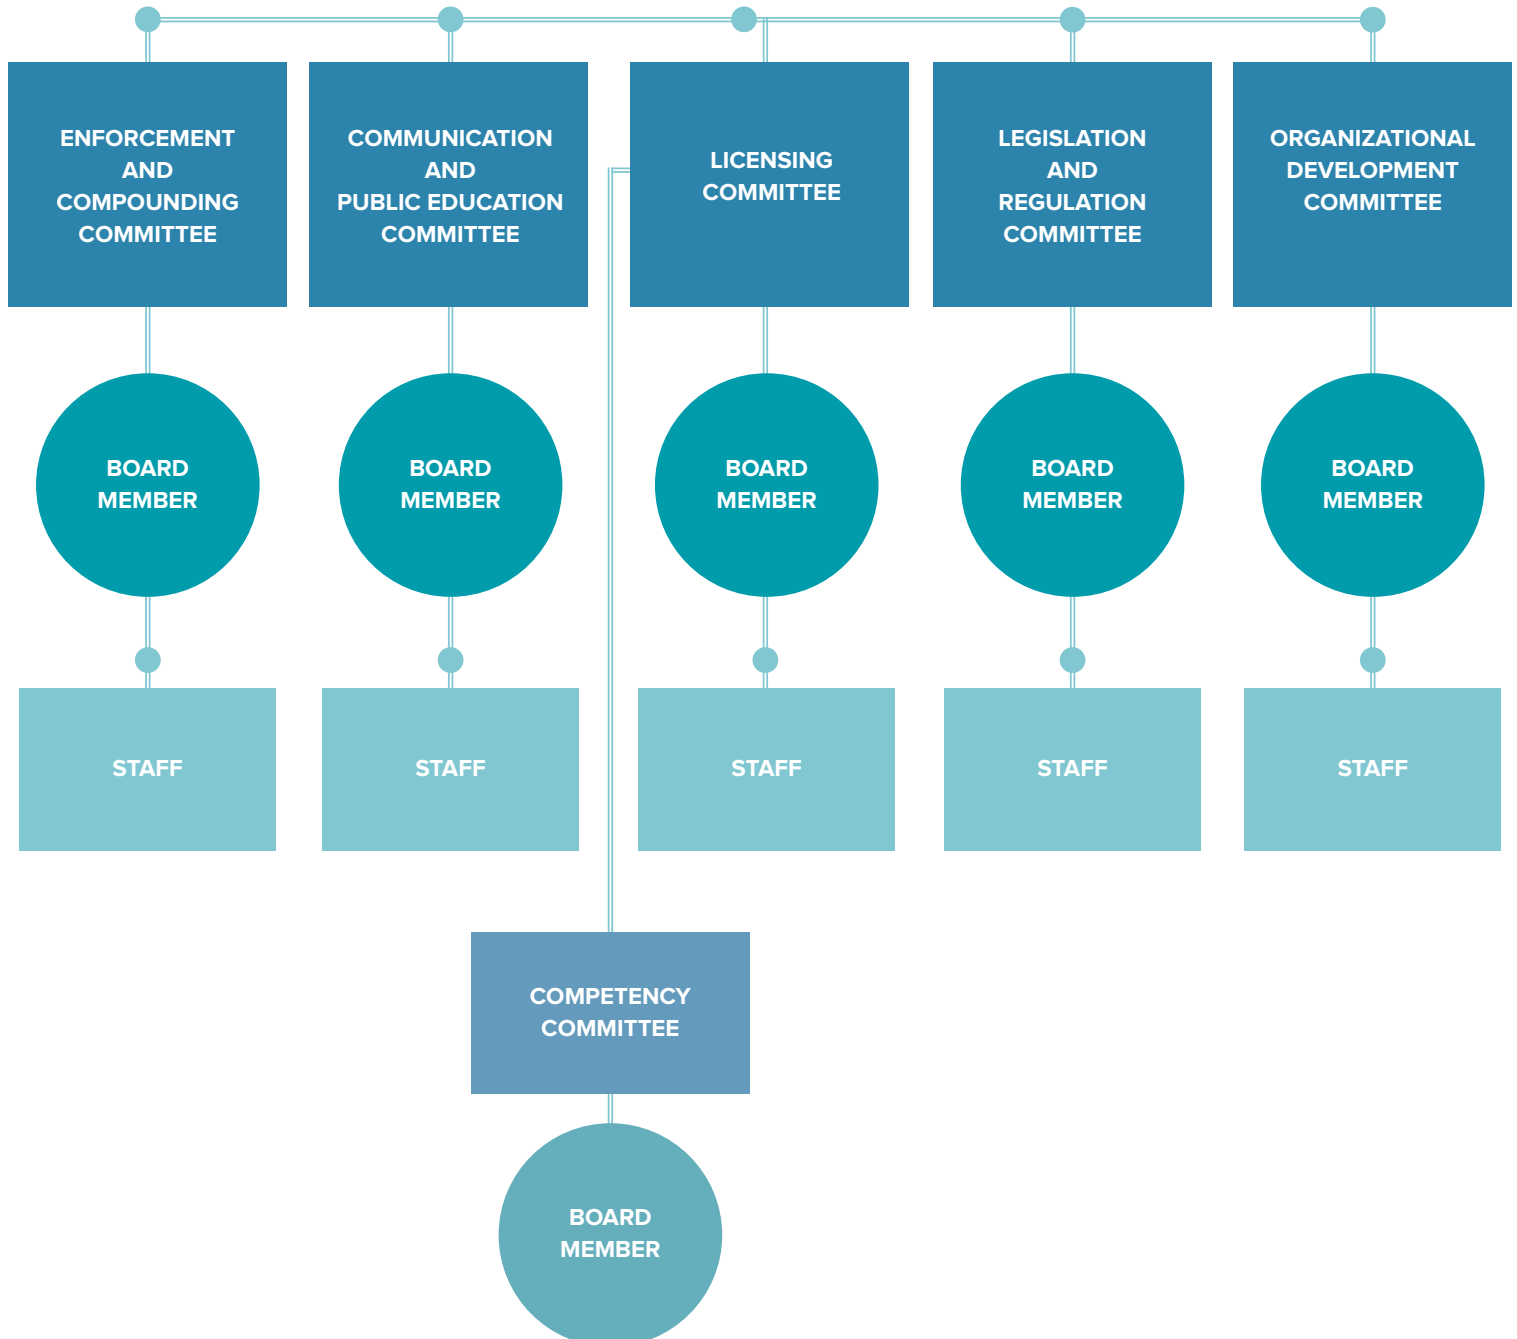 ENFORCEMENT
AND
COMPOUNDING
COMMITTEE
COMMUNICATION
AND
PUBLIC EDUCATION
COMMITTEE
LICENSING
COMMITTEE
LEGISLATION
AND
REGULATION
COMMITTEE
ORGANIZATIONAL
DEVELOPMENT
COMMITTEE
BOARD
MEMBER
BOARD
MEMBER
BOARD
MEMBER
BOARD
MEMBER
BOARD
MEMBER
STAFF
STAFF
STAFF
STAFF
STAFF
COMPETENCY
COMMITTEE
BOARD
MEMBER